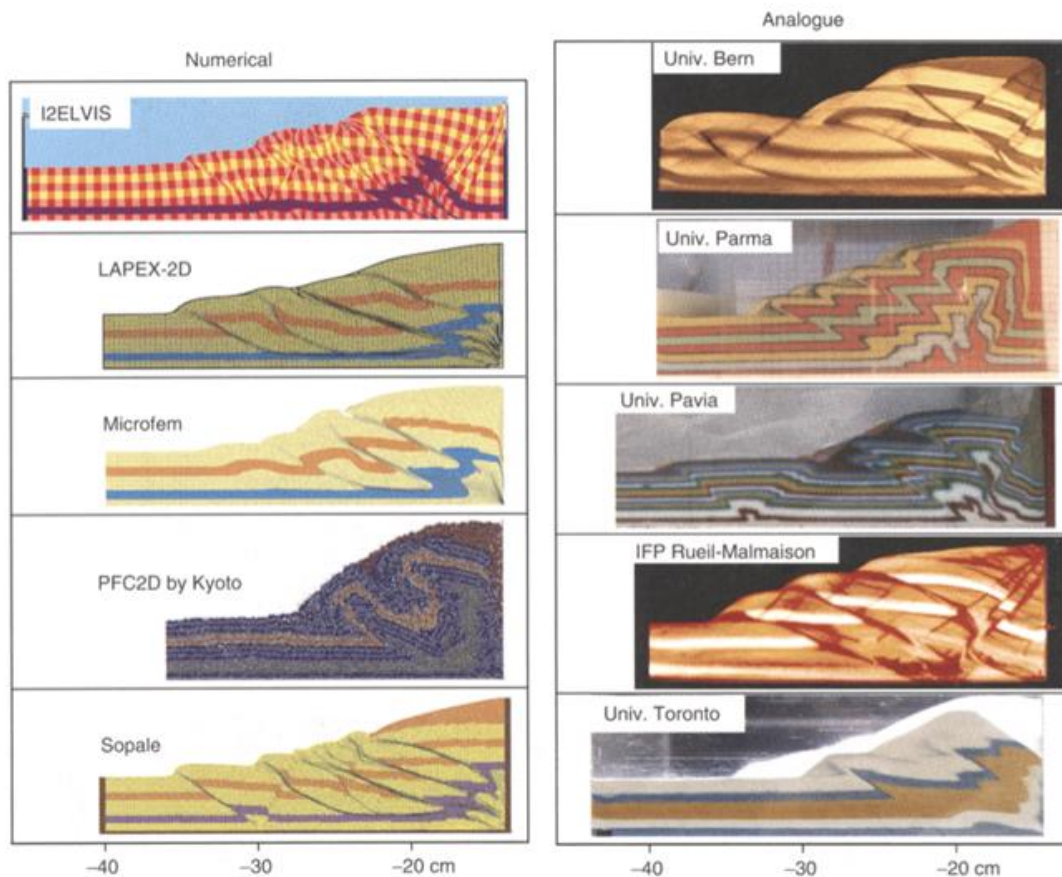 Numerical
I2ELVIS
LAPEX-2D
Microfem
PFC2D by Kyoto
Sopale
−40 −30 −20 cm
Analogue
Univ. Bern
Univ. Parma
Univ. Pavia
IFP Rueil-Malmaison
Univ. Toronto
−40 −30 −20 cm